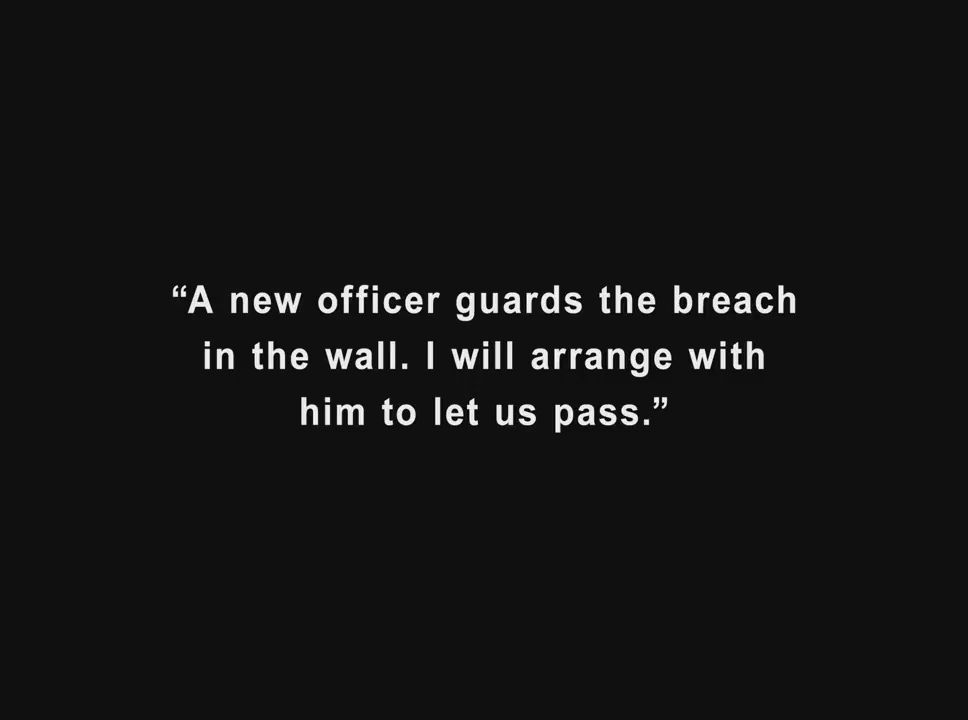 “A new officer guards the breach
in the wall. I will arrange with
him to let us pass.”